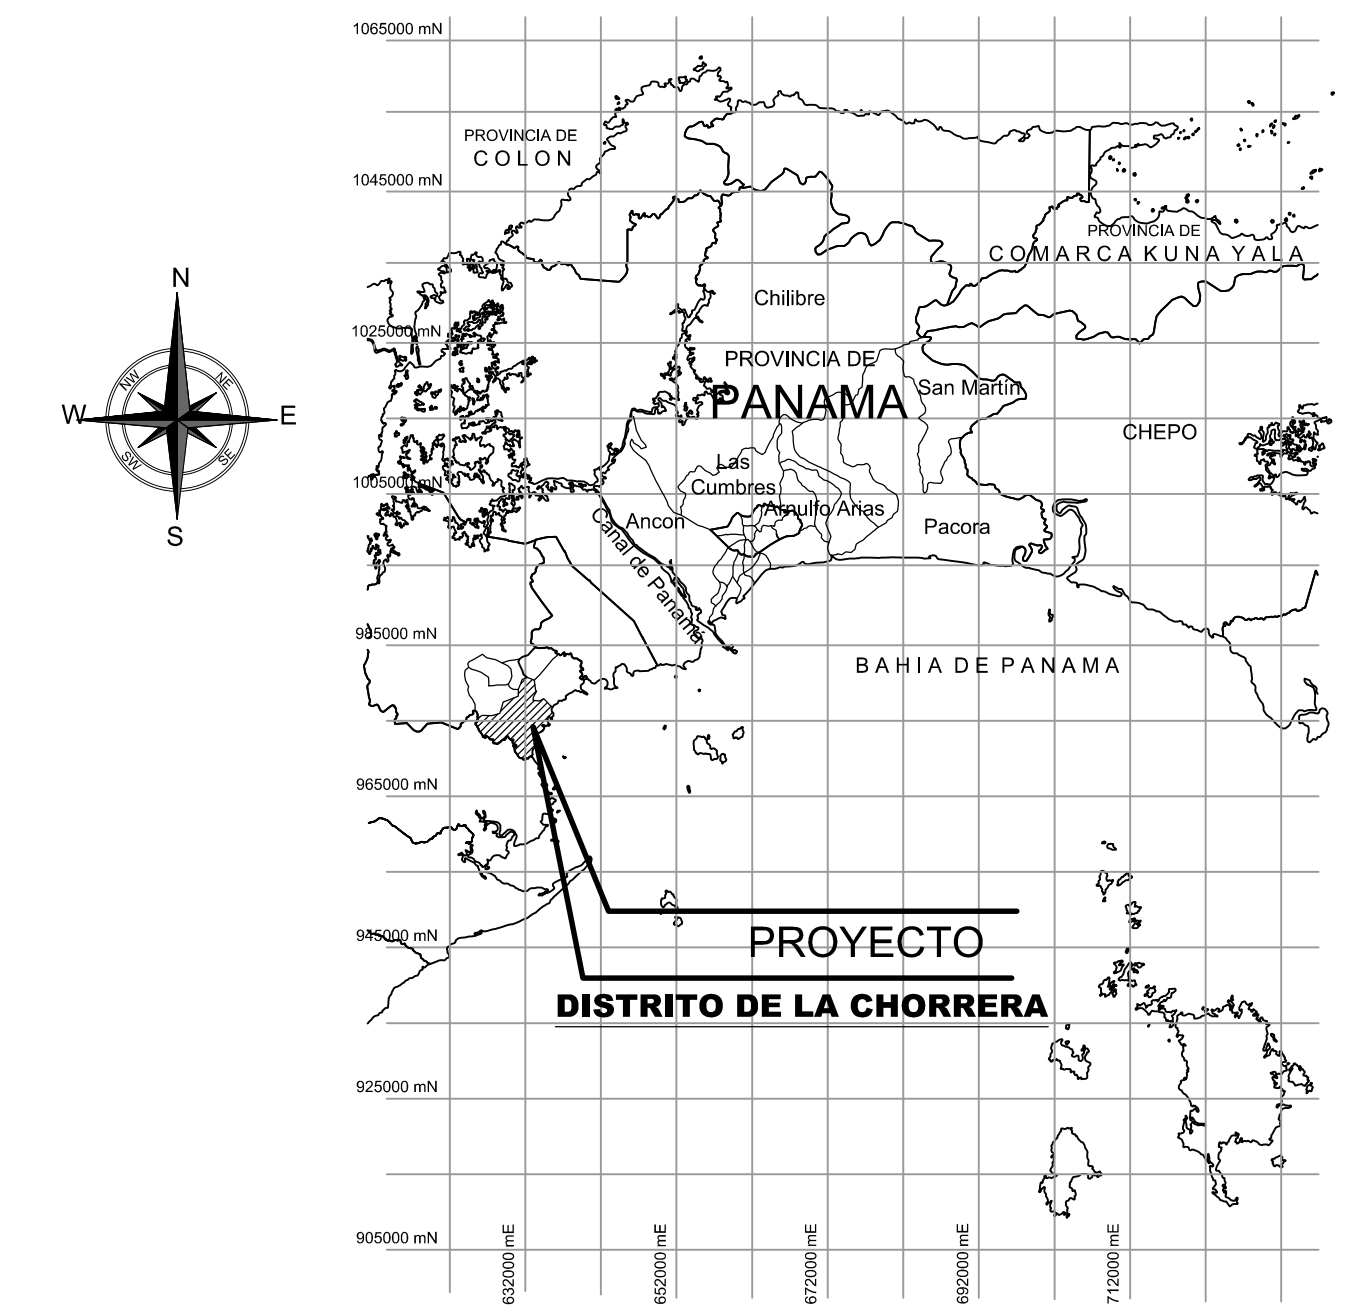 1065000 mN
PROVINCIA DE
COLON
1045000 mN
PROVINCIA DE
COMARCA KUNA YALA
N
Chilibre
1025000 mN
PROVINCIA DE
PANAMA
San Martín
NW
NE
W
E
CHEPO
SW
SE
Las
Cumbres
1005000 mN
Arnulfo Arias
Ancon
Pacora
S
Canal de Panamá
985000 mN
BAHIA DE PANAMA
965000 mN
945000 mN
PROYECTO
DISTRITO DE LA CHORRERA
925000 mN
905000 mN
632000 mE
652000 mE
672000 mE
692000 mE
712000 mE